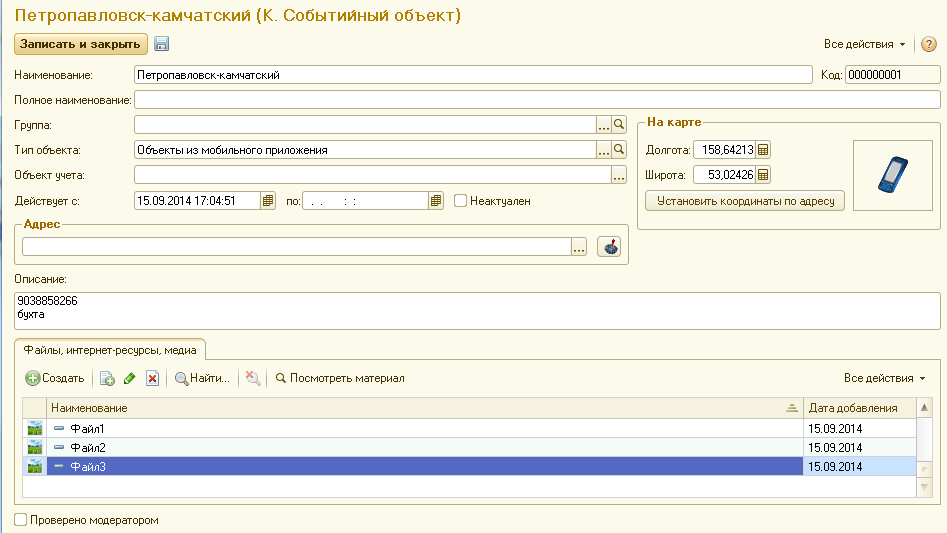 Петропавловск-камчатский (К. Событийный объект)
Записать и закрыть
Все действия
Наименование: Петропавловск-камчатский Код: 000000001
Полное наименование:
Группа: ...
На карте
Тип объекта: Объекты из мобильного приложения ...
Долгота: 158,64213
Объект учета: ...
Широта: 53,02426
Действует с: 15.09.2014 17:04:51 по: . . : : Неактуален
Установить координаты по адресу
Адрес
...
Описание:
9038858266
бухта
Файлы, интернет-ресурсы, медиа
Создать Найти... Посмотреть материал Все действия
Наименование Дата добавления
Файл1 15.09.2014
Файл2 15.09.2014
Файл3 15.09.2014
Проверено модератором